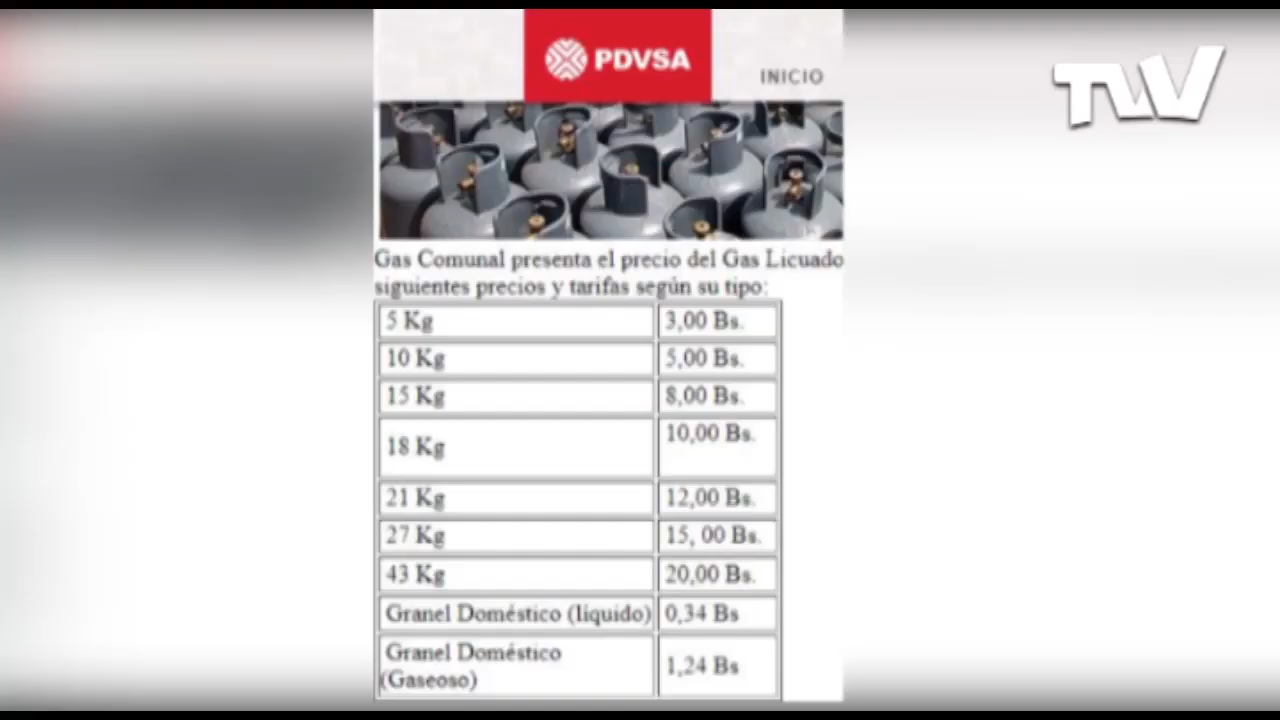 PDVSA
INICIO
TVV
Gas Comunal presenta el precio del Gas Licuado
siguientes precios y tarifas según su tipo:
5 Kg 3,00 Bs.
10 Kg 5,00 Bs.
15 Kg 8,00 Bs.
18 Kg 10,00 Bs.
21 Kg 12,00 Bs.
27 Kg 15, 00 Bs.
43 Kg 20,00 Bs.
Granel Doméstico (líquido) 0,34 Bs
Granel Doméstico
(Gaseoso) 1,24 Bs